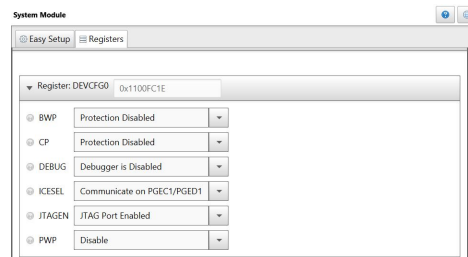 System Module
Easy Setup Registers
Register: DEVCFG0 0x1100FC1E
BWP Protection Disabled
CP Protection Disabled
DEBUG Debugger is Disabled
ICESEL Communicate on PGEC1/PGED1
JTAGEN JTAG Port Enabled
PWP Disable